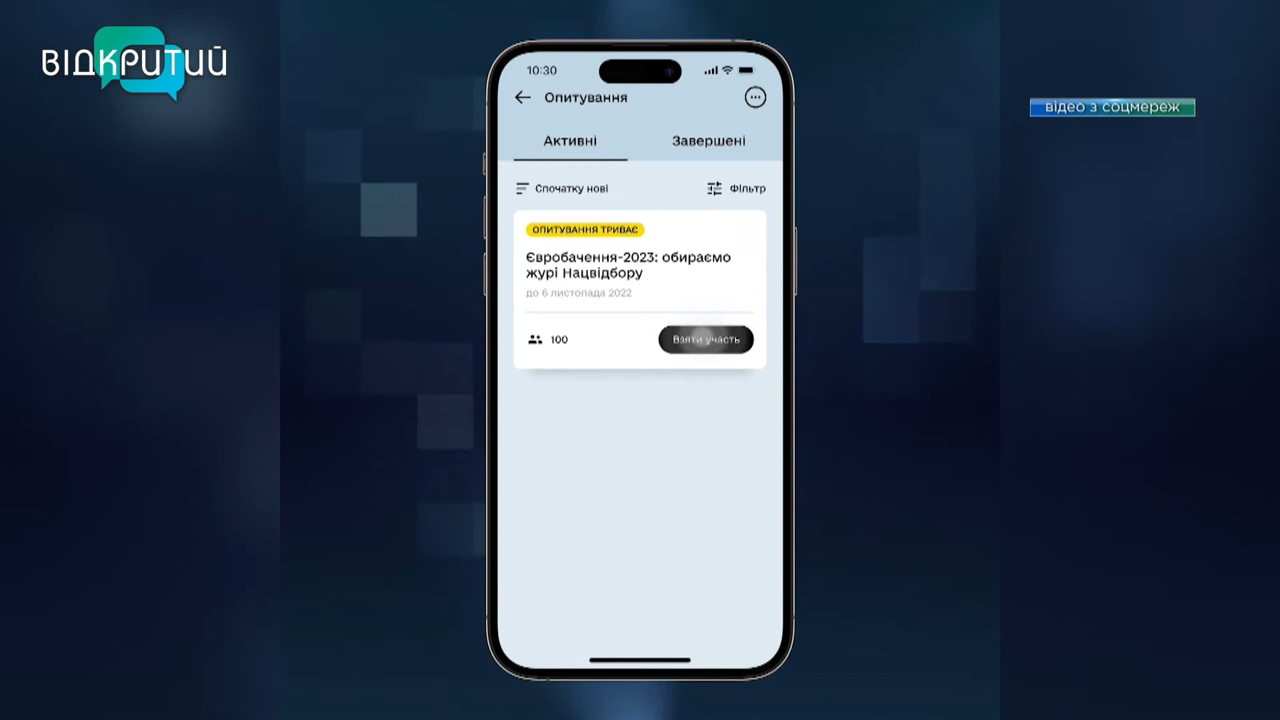 ВІДКРИТИЙ
відео з соцмереж
10:30
Опитування
Активні
Завершені
Спочатку нові
Фільтр
ОПИТУВАННЯ ТРИВАЄ
Євробачення-2023: обираємо
журі Нацвідбору
до 6 листопада 2022
100
Взяти участь